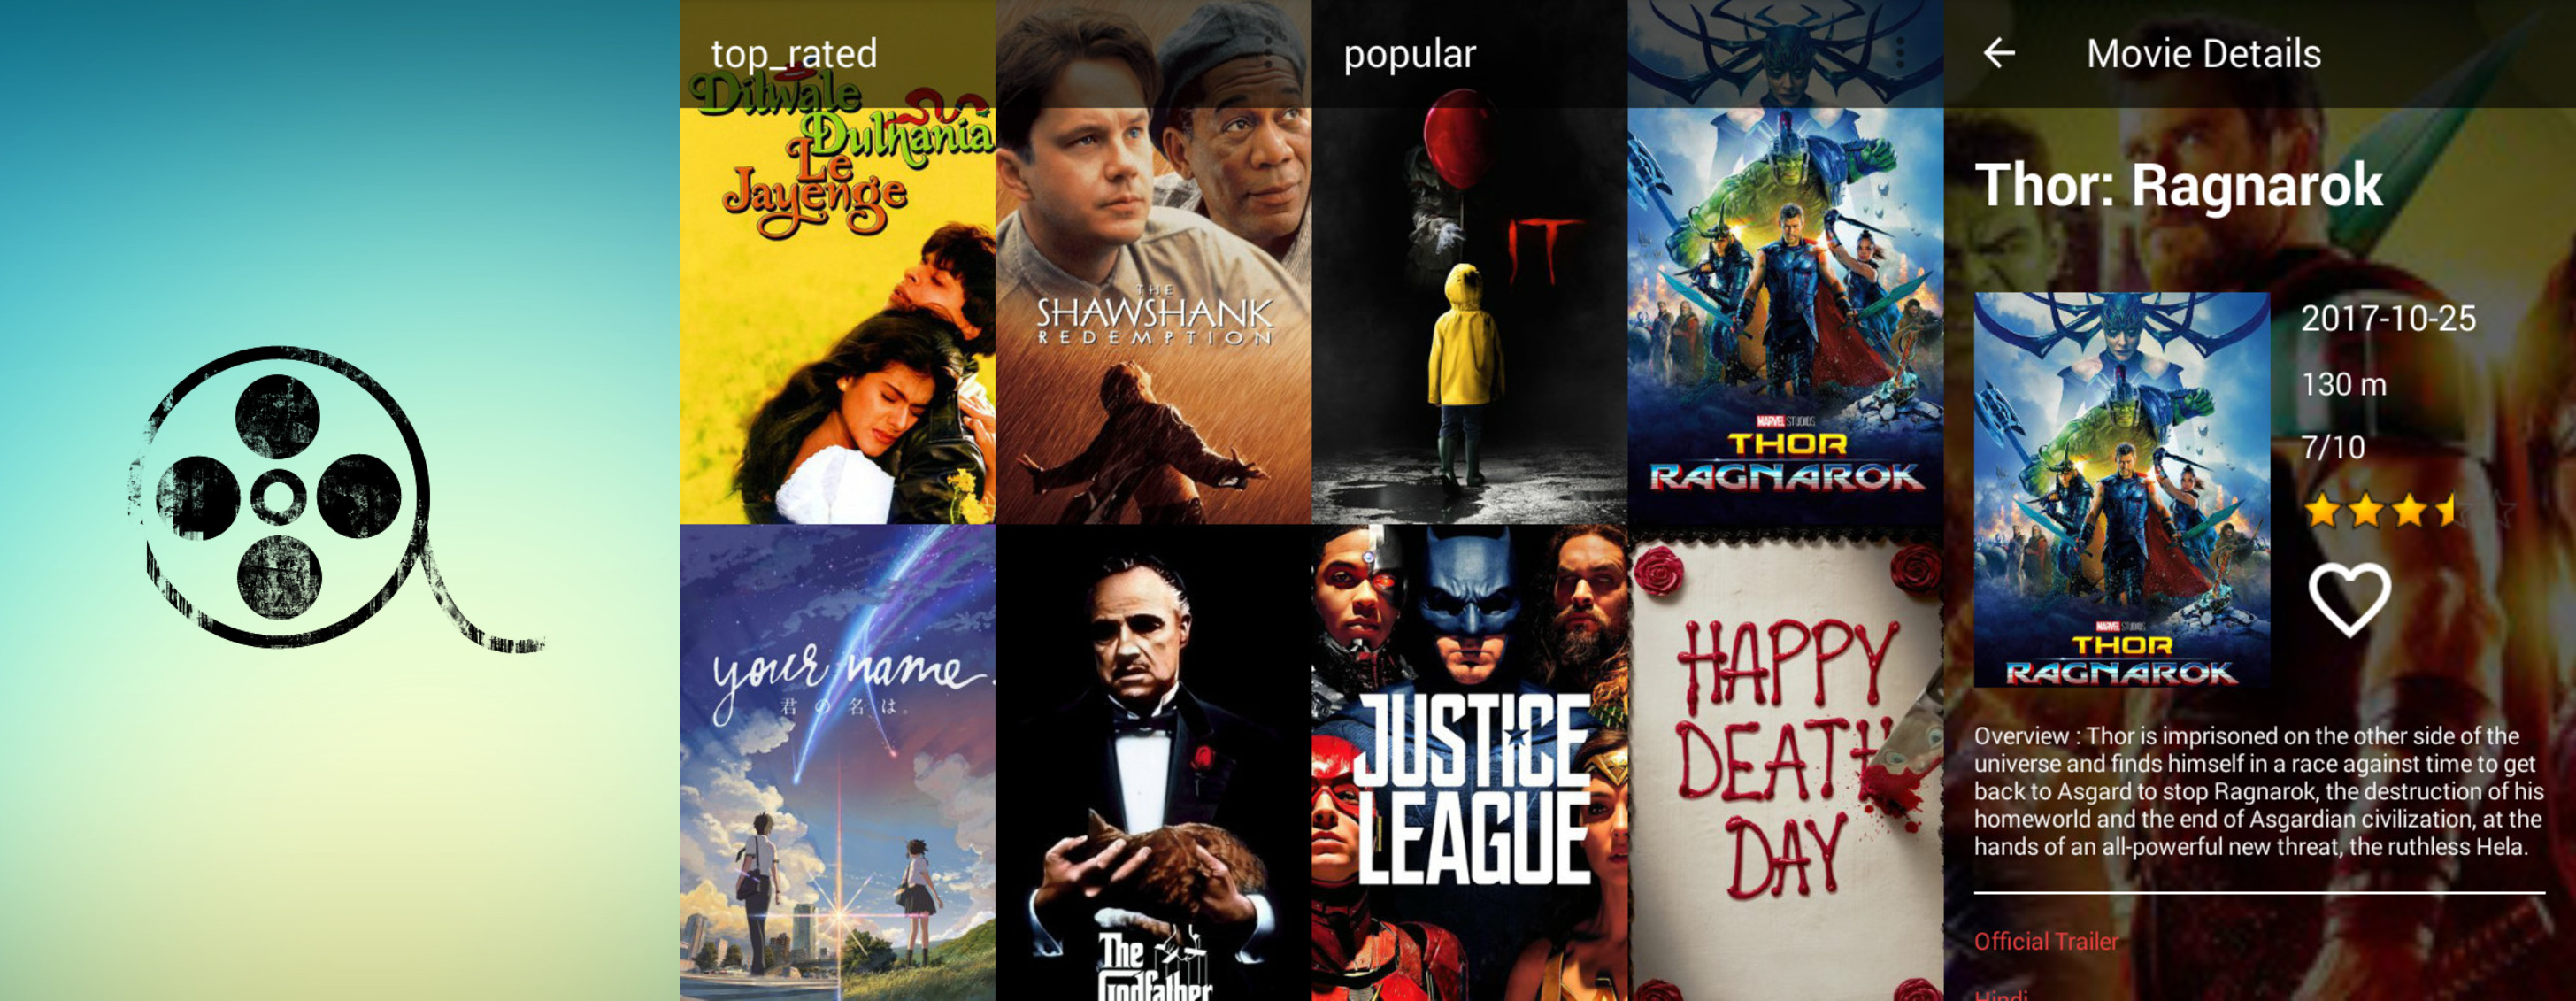 top_rated
Dilwale
Dulhania
Le
Jayenge
THE
SHAWSHANK
REDEMPTION
your name.
君の名は。
The
Godfather
popular
IT
MARVEL STUDIOS
THOR
RAGNAROK
JUSTICE
LEAGUE
HAPPY
DEATH
DAY
Movie Details
Thor: Ragnarok
2017-10-25
130 m
7/10
MARVEL STUDIOS
THOR
RAGNAROK
Overview : Thor is imprisoned on the other side of the
universe and finds himself in a race against time to get
back to Asgard to stop Ragnarok, the destruction of his
homeworld and the end of Asgardian civilization, at the
hands of an all-powerful new threat, the ruthless Hela.
Official Trailer
Hindi